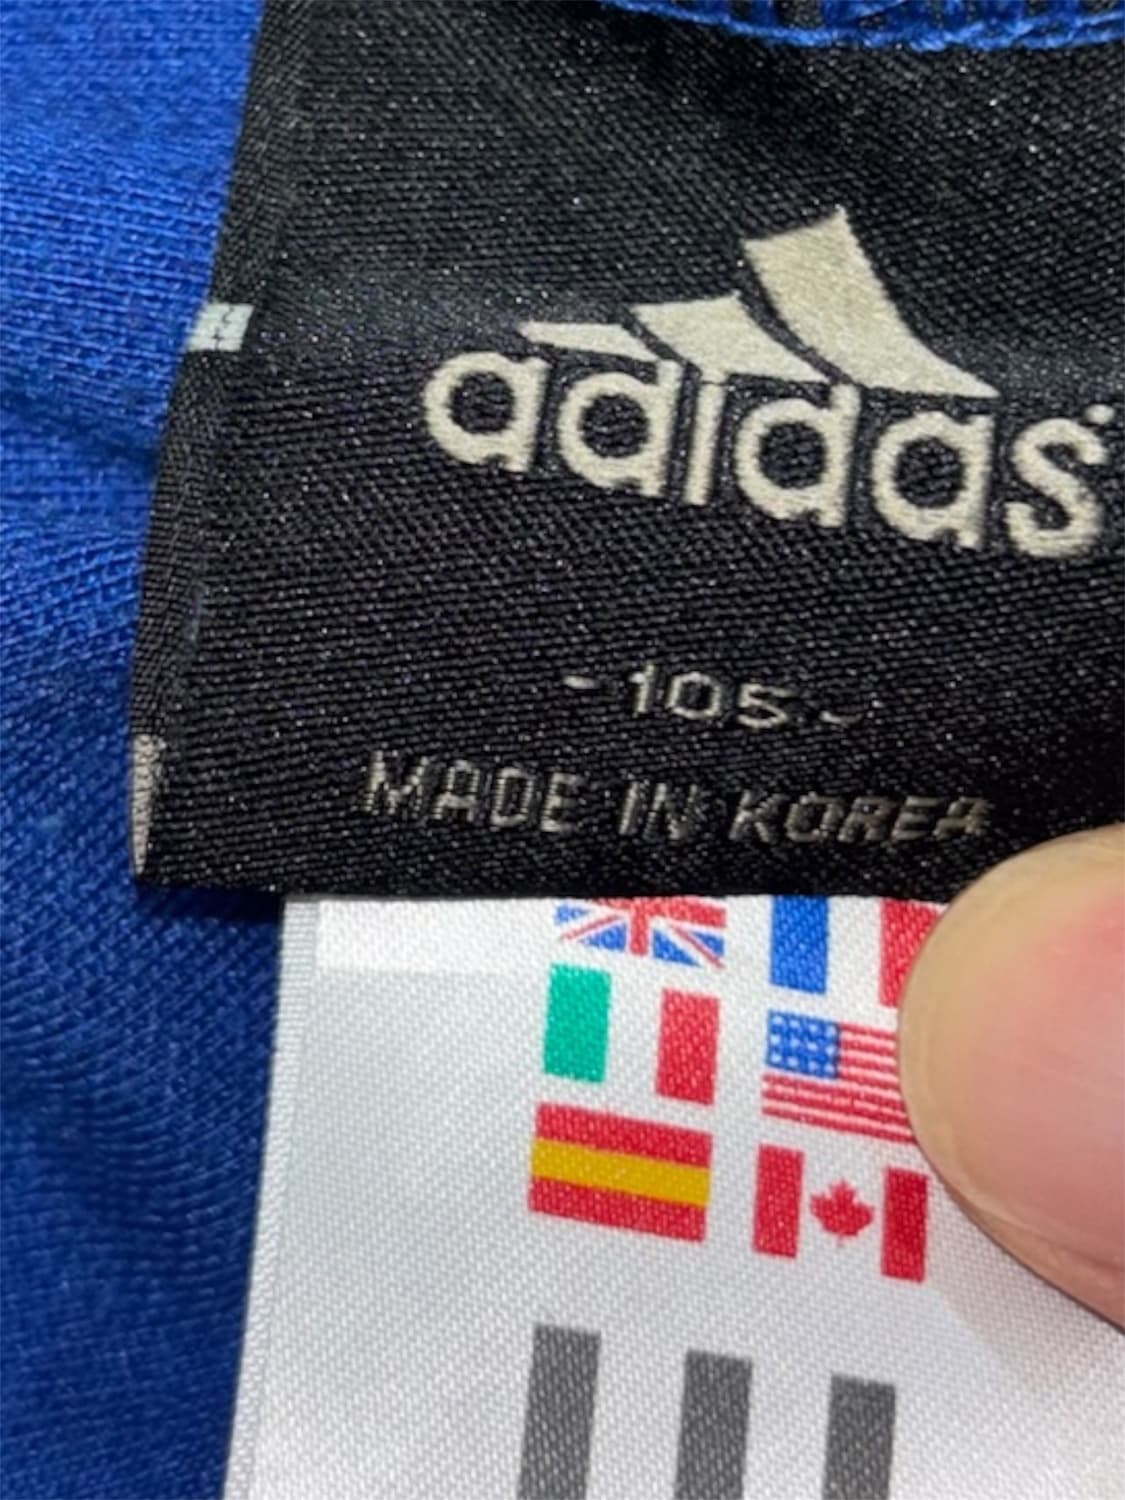 adidas
-105-
MADE IN KOREA